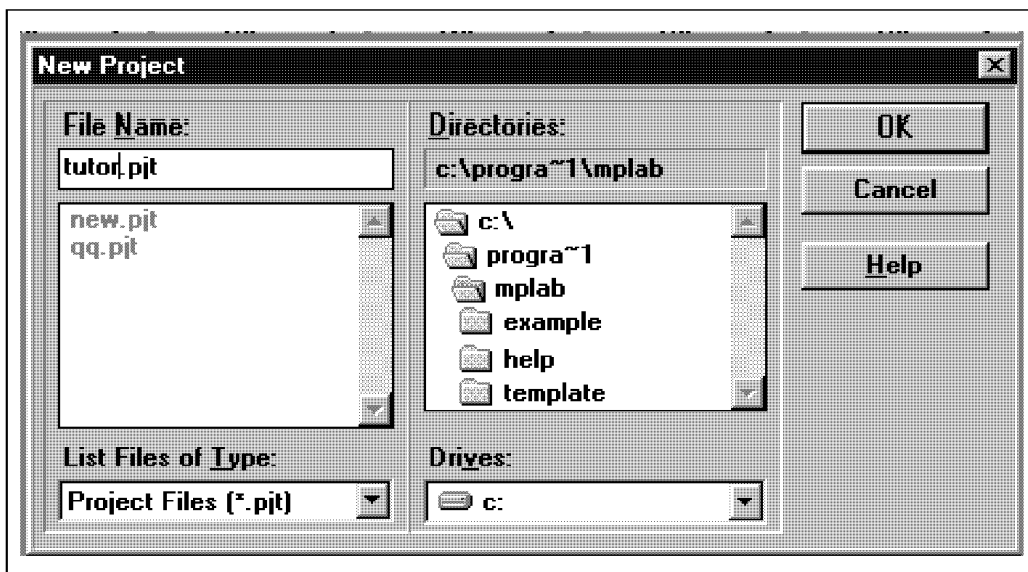 New Project
File Name:
tutor.pjt
new.pjt
qq.pjt
List Files of Type:
Project Files (*.pjt)
Directories:
c:\progra~1\mplab
c:\
progra~1
mplab
example
help
template
Drives:
c:
OK
Cancel
Help